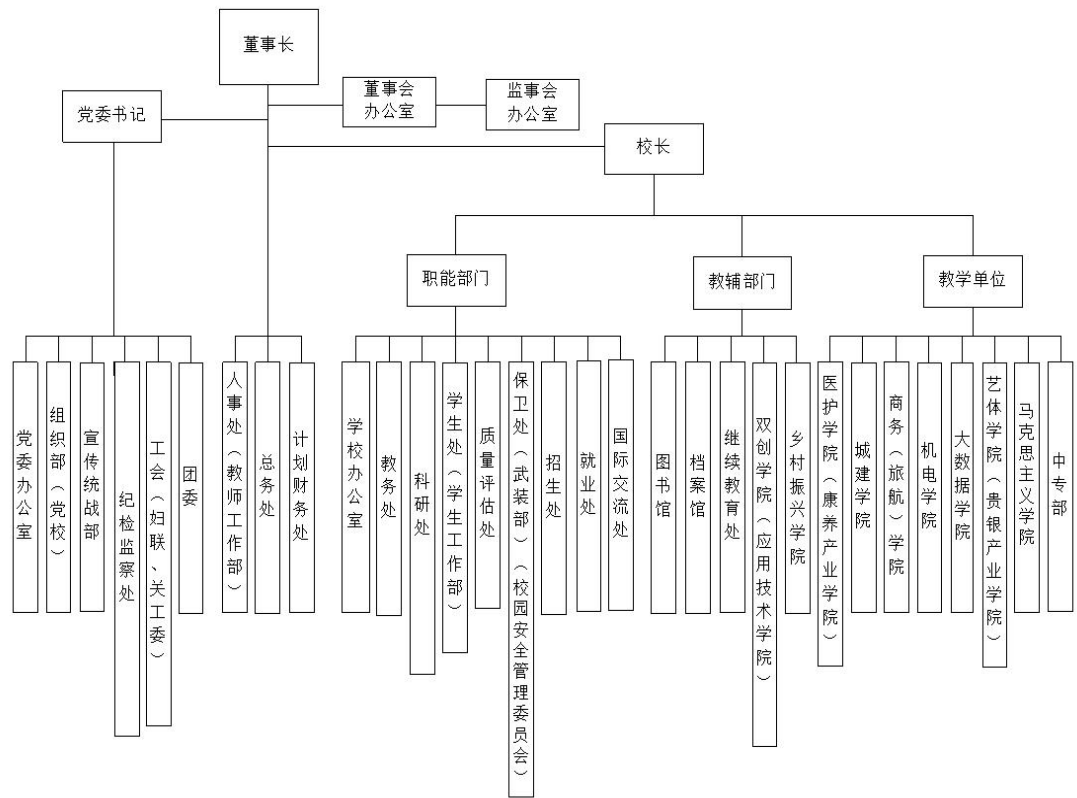 董事长
董事会
办公室
监事会
办公室
党委书记
校长
职能部门
教辅部门
教学单位
党委办公室
组织部（党校）
宣传统战部
纪检监察处
工会（妇联、关工委）
团委
人事处（教师工作部）
总务处
计划财务处
学校办公室
教务处
科研处
学生处（学生工作部）
质量评估处
保卫处（武装部）（校园安全管理委员会）
招生处
就业处
国际交流处
图书馆
档案馆
继续教育处
双创学院（应用技术学院）
乡村振兴学院
医护学院（康养产业学院）
城建学院
商务（旅航）学院
机电学院
大数据学院
艺体学院（贵银产业学院）
马克思主义学院
中专部